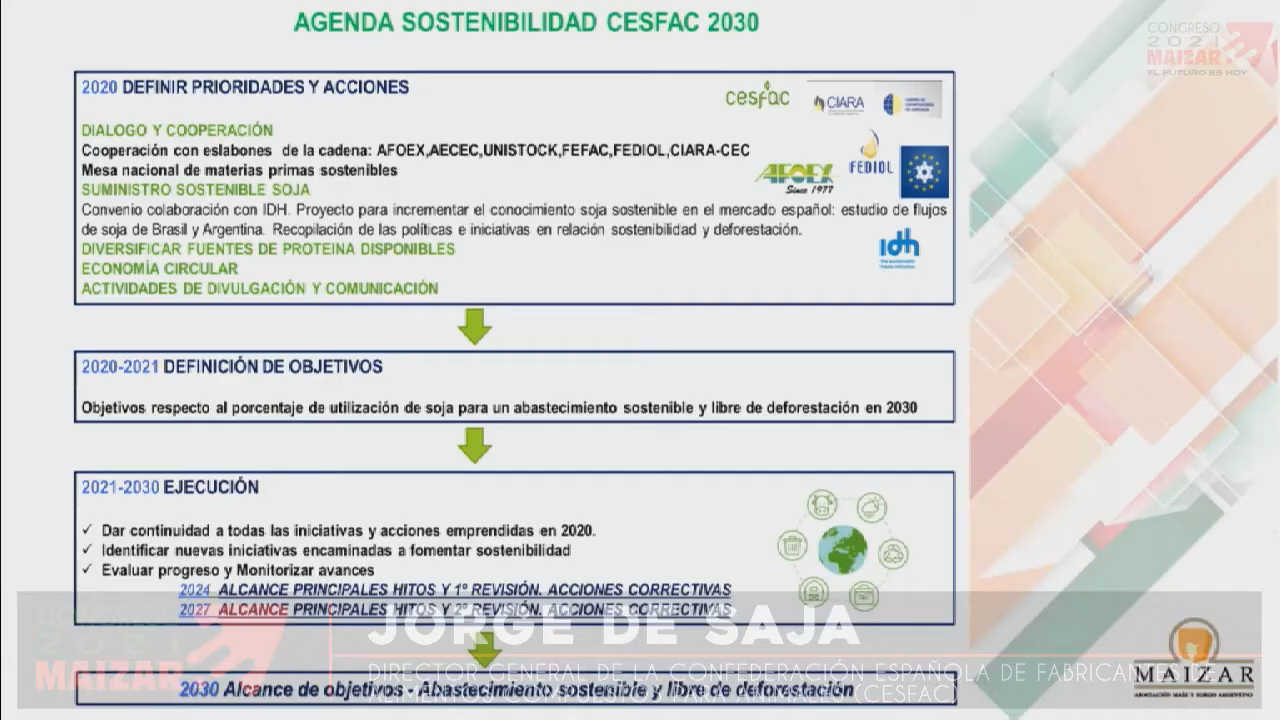 AGENDA SOSTENIBILIDAD CESFAC 2030
CONGRESO
2021
MAIZAR
EL FUTURO ES HOY
2020 DEFINIR PRIORIDADES Y ACCIONES
cesfac
CIARA
DIALOGO Y COOPERACIÓN
Cooperación con eslabones de la cadena: AFOEX,AECEC,UNISTOCK,FEFAC,FEDIOL,CIARA-CEC
Mesa nacional de materias primas sostenibles
AFOEX
Since 1977
FEDIOL
SUMINISTRO SOSTENIBLE SOJA
Convenio colaboración con IDH. Proyecto para incrementar el conocimiento soja sostenible en el mercado español: estudio de flujos
de soja de Brasil y Argentina. Recopilación de las políticas e iniciativas en relación sostenibilidad y deforestación.
idh
DIVERSIFICAR FUENTES DE PROTEINA DISPONIBLES
ECONOMÍA CIRCULAR
ACTIVIDADES DE DIVULGACIÓN Y COMUNICACIÓN
2020-2021 DEFINICIÓN DE OBJETIVOS
Objetivos respecto al porcentaje de utilización de soja para un abastecimiento sostenible y libre de deforestación en 2030
2021-2030 EJECUCIÓN
✓ Dar continuidad a todas las iniciativas y acciones emprendidas en 2020.
✓ Identificar nuevas iniciativas encaminadas a fomentar sostenibilidad
✓ Evaluar progreso y Monitorizar avances
2024 ALCANCE PRINCIPALES HITOS Y 1º REVISIÓN. ACCIONES CORRECTIVAS
2027 ALCANCE PRINCIPALES HITOS Y 2º REVISIÓN. ACCIONES CORRECTIVAS
2021
MAIZAR
JORGE DE SAJA
DIRECTOR GENERAL DE LA CONFEDERACIÓN ESPAÑOLA DE FABRICANTES DE
2030 Alcance de objetivos - Abastecimiento sostenible y libre de deforestación
PARA ANIMALES (CESFAC)
MAIZAR
ASOCIACIÓN MAÍZ Y SORGO ARGENTINO